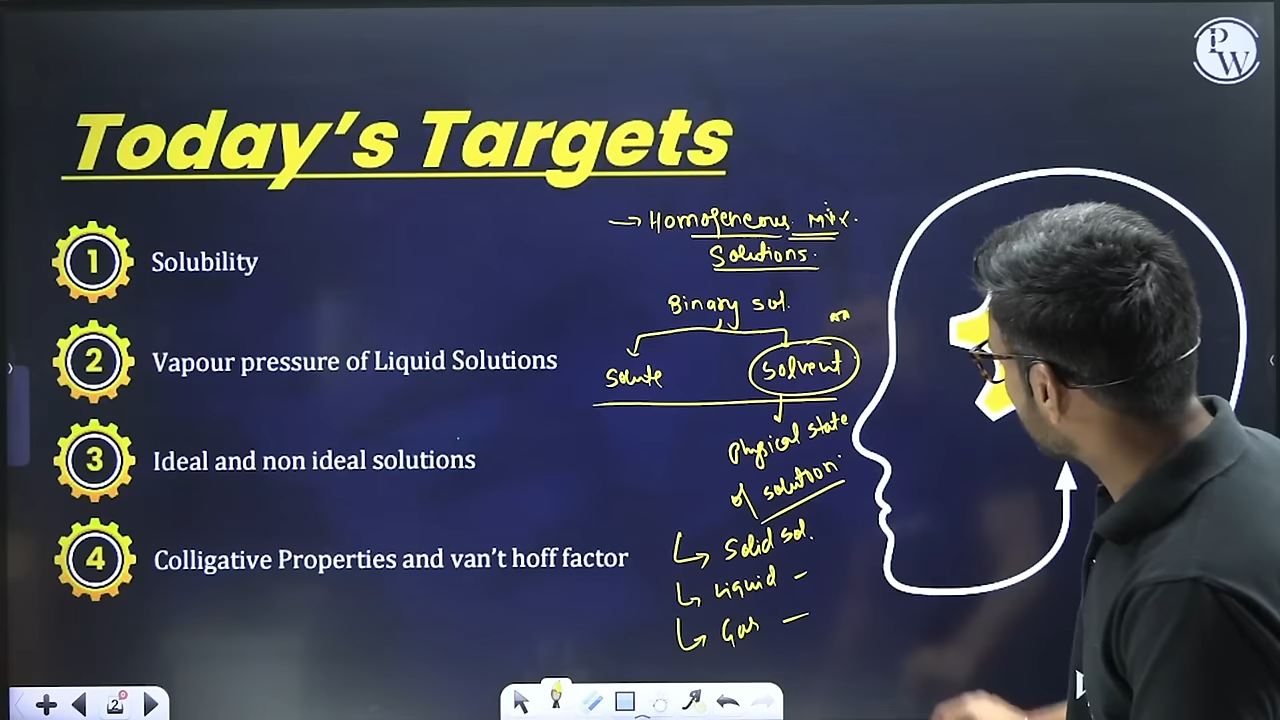 PW
Today's Targets
1 Solubility
2 Vapour pressure of Liquid Solutions
3 Ideal and non ideal solutions
4 Colligative Properties and van't hoff factor
→ Homogeneous Mix.
Solutions.
Binary sol.
Solute
Solvent
Physical state
of solution.
↳ Solid sol.
↳ Liquid –
↳ Gas –
2